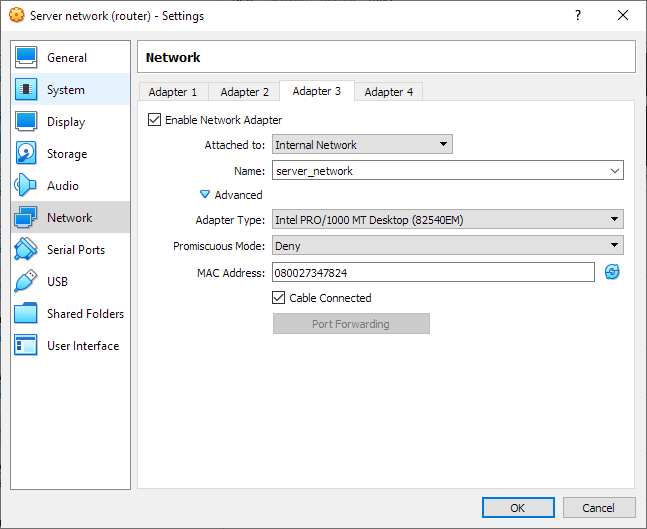 Server network (router) - Settings
?
General
System
Display
Storage
Audio
Network
Serial Ports
USB
Shared Folders
User Interface
Network
Adapter 1 Adapter 2 Adapter 3 Adapter 4
Enable Network Adapter
Attached to: Internal Network
Name: server_network
Advanced
Adapter Type: Intel PRO/1000 MT Desktop (82540EM)
Promiscuous Mode: Deny
MAC Address: 080027347824
Cable Connected
Port Forwarding
OK Cancel